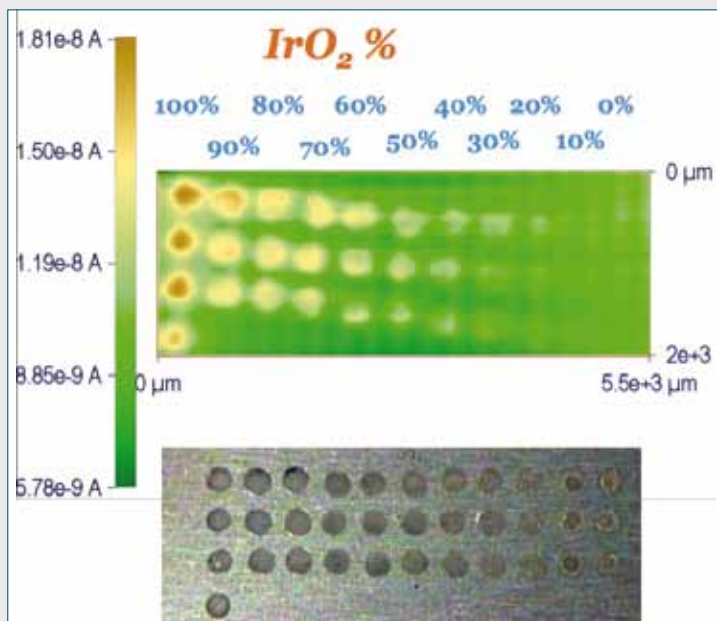 IrO₂ %
100% 80% 60% 40% 20% 0%
90% 70% 50% 30% 10%
1.81e-8 A
1.50e-8 A
1.19e-8 A
8.85e-9 A
5.78e-9 A
0 µm
2e+3
0 µm
5.5e+3 µm